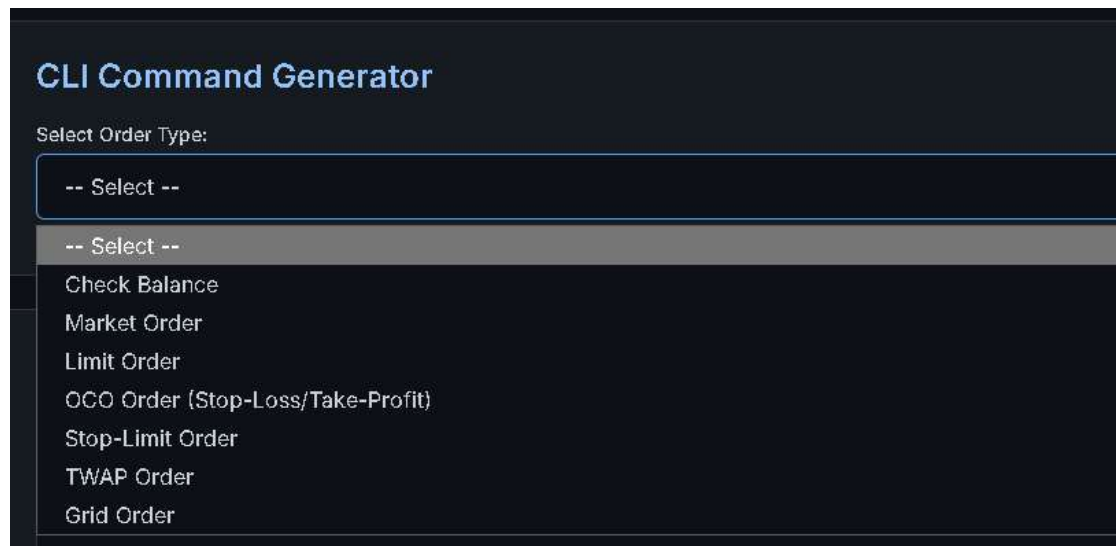 CLI Command Generator
Select Order Type:
-- Select --
-- Select --
Check Balance
Market Order
Limit Order
OCO Order (Stop-Loss/Take-Profit)
Stop-Limit Order
TWAP Order
Grid Order